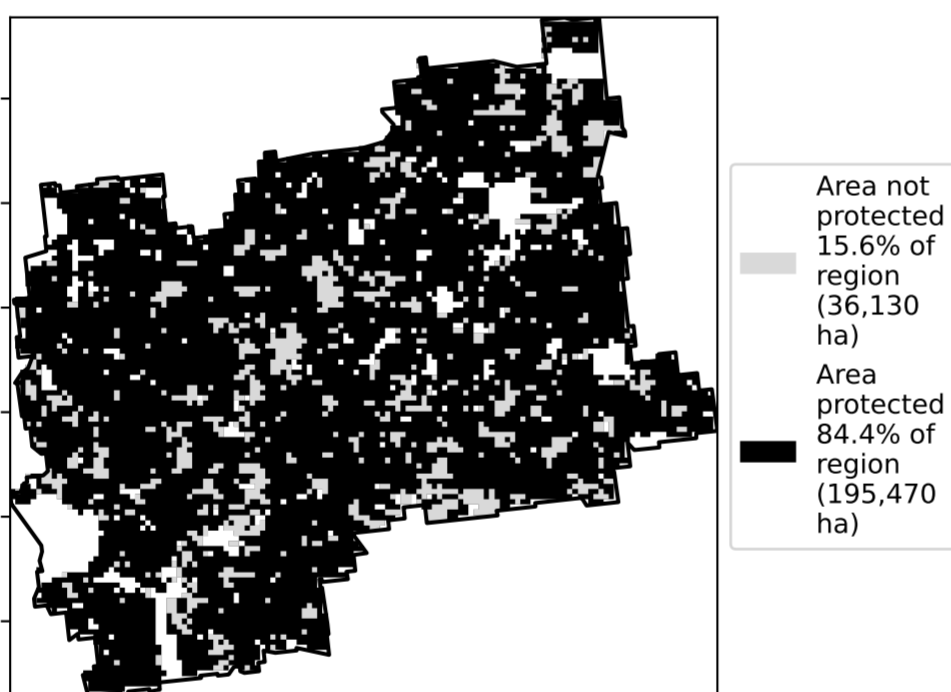 Area not
protected
15.6% of
region
(36,130
ha)
Area
protected
84.4% of
region
(195,470
ha)